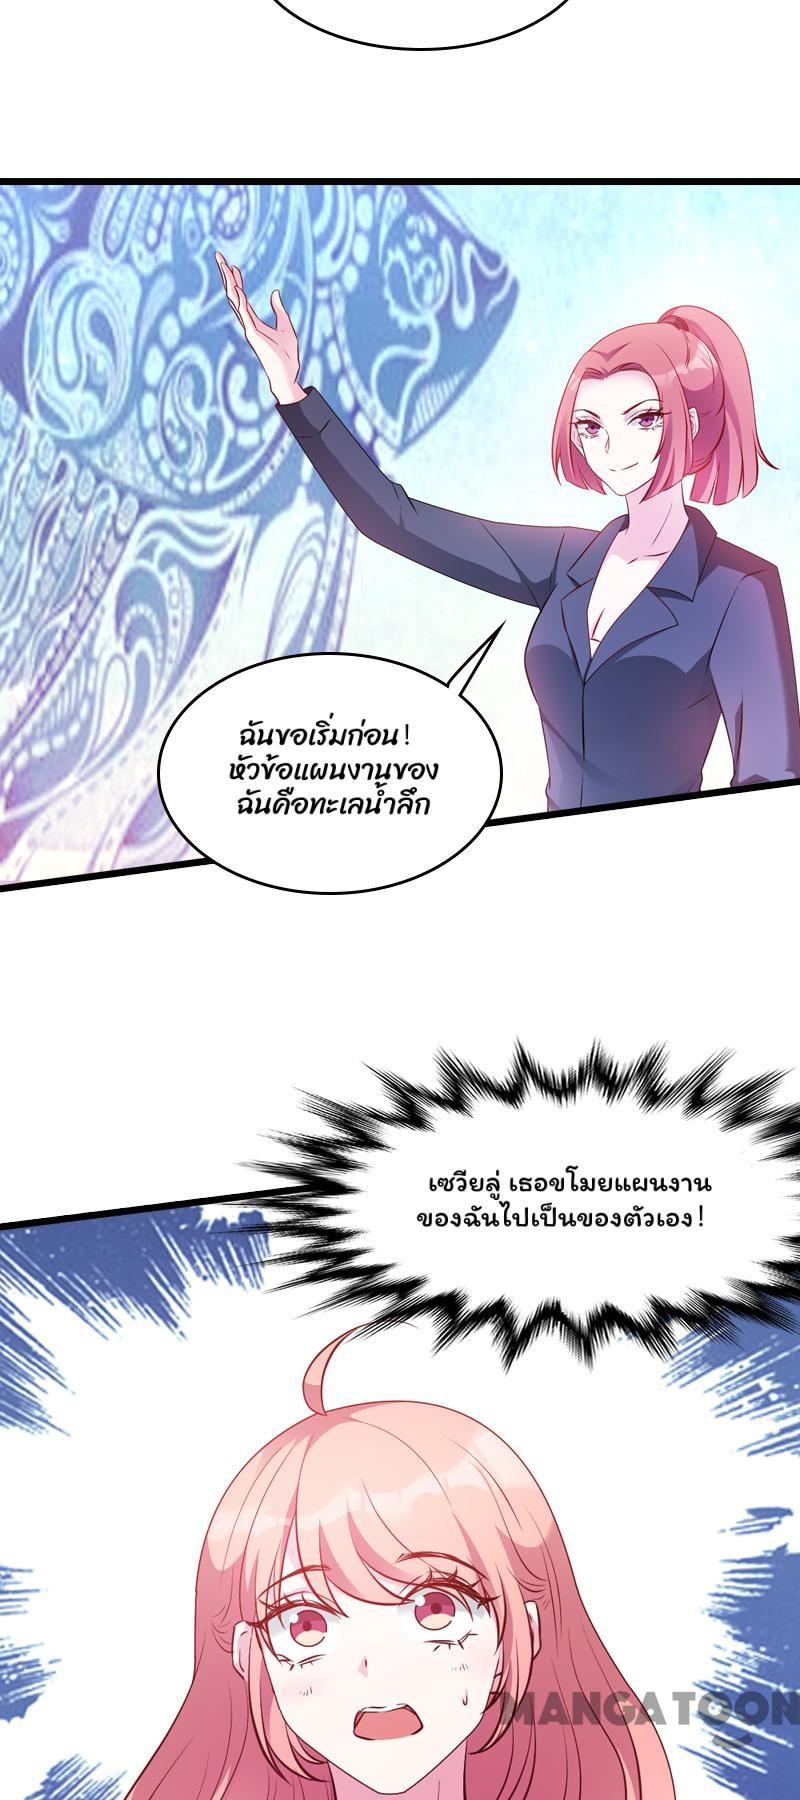 ฉันขอเริ่มก่อน!
หัวข้อแผนงานของ
ฉันคือทะเลน้ำลึก
เซวียลู่ เธอขโมยแผนงาน
ของฉันไปเป็นของตัวเอง!
MANGATOON